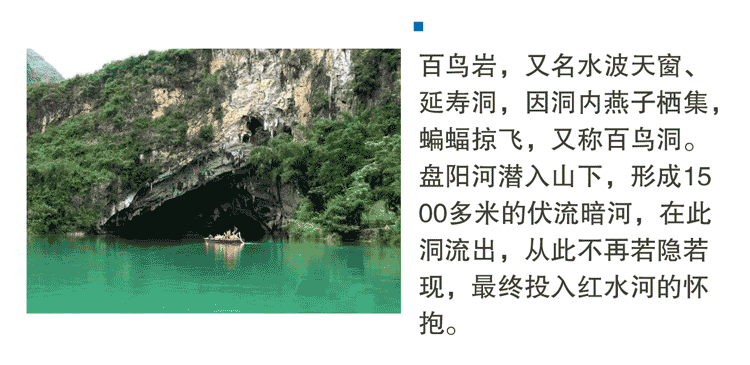 百鸟岩，又名水波天窗、
延寿洞，因洞内燕子栖集，
蝙蝠掠飞，又称百鸟洞。
盘阳河潜入山下，形成15
00多米的伏流暗河，在此
洞流出，从此不再若隐若
现，最终投入红水河的怀
抱。